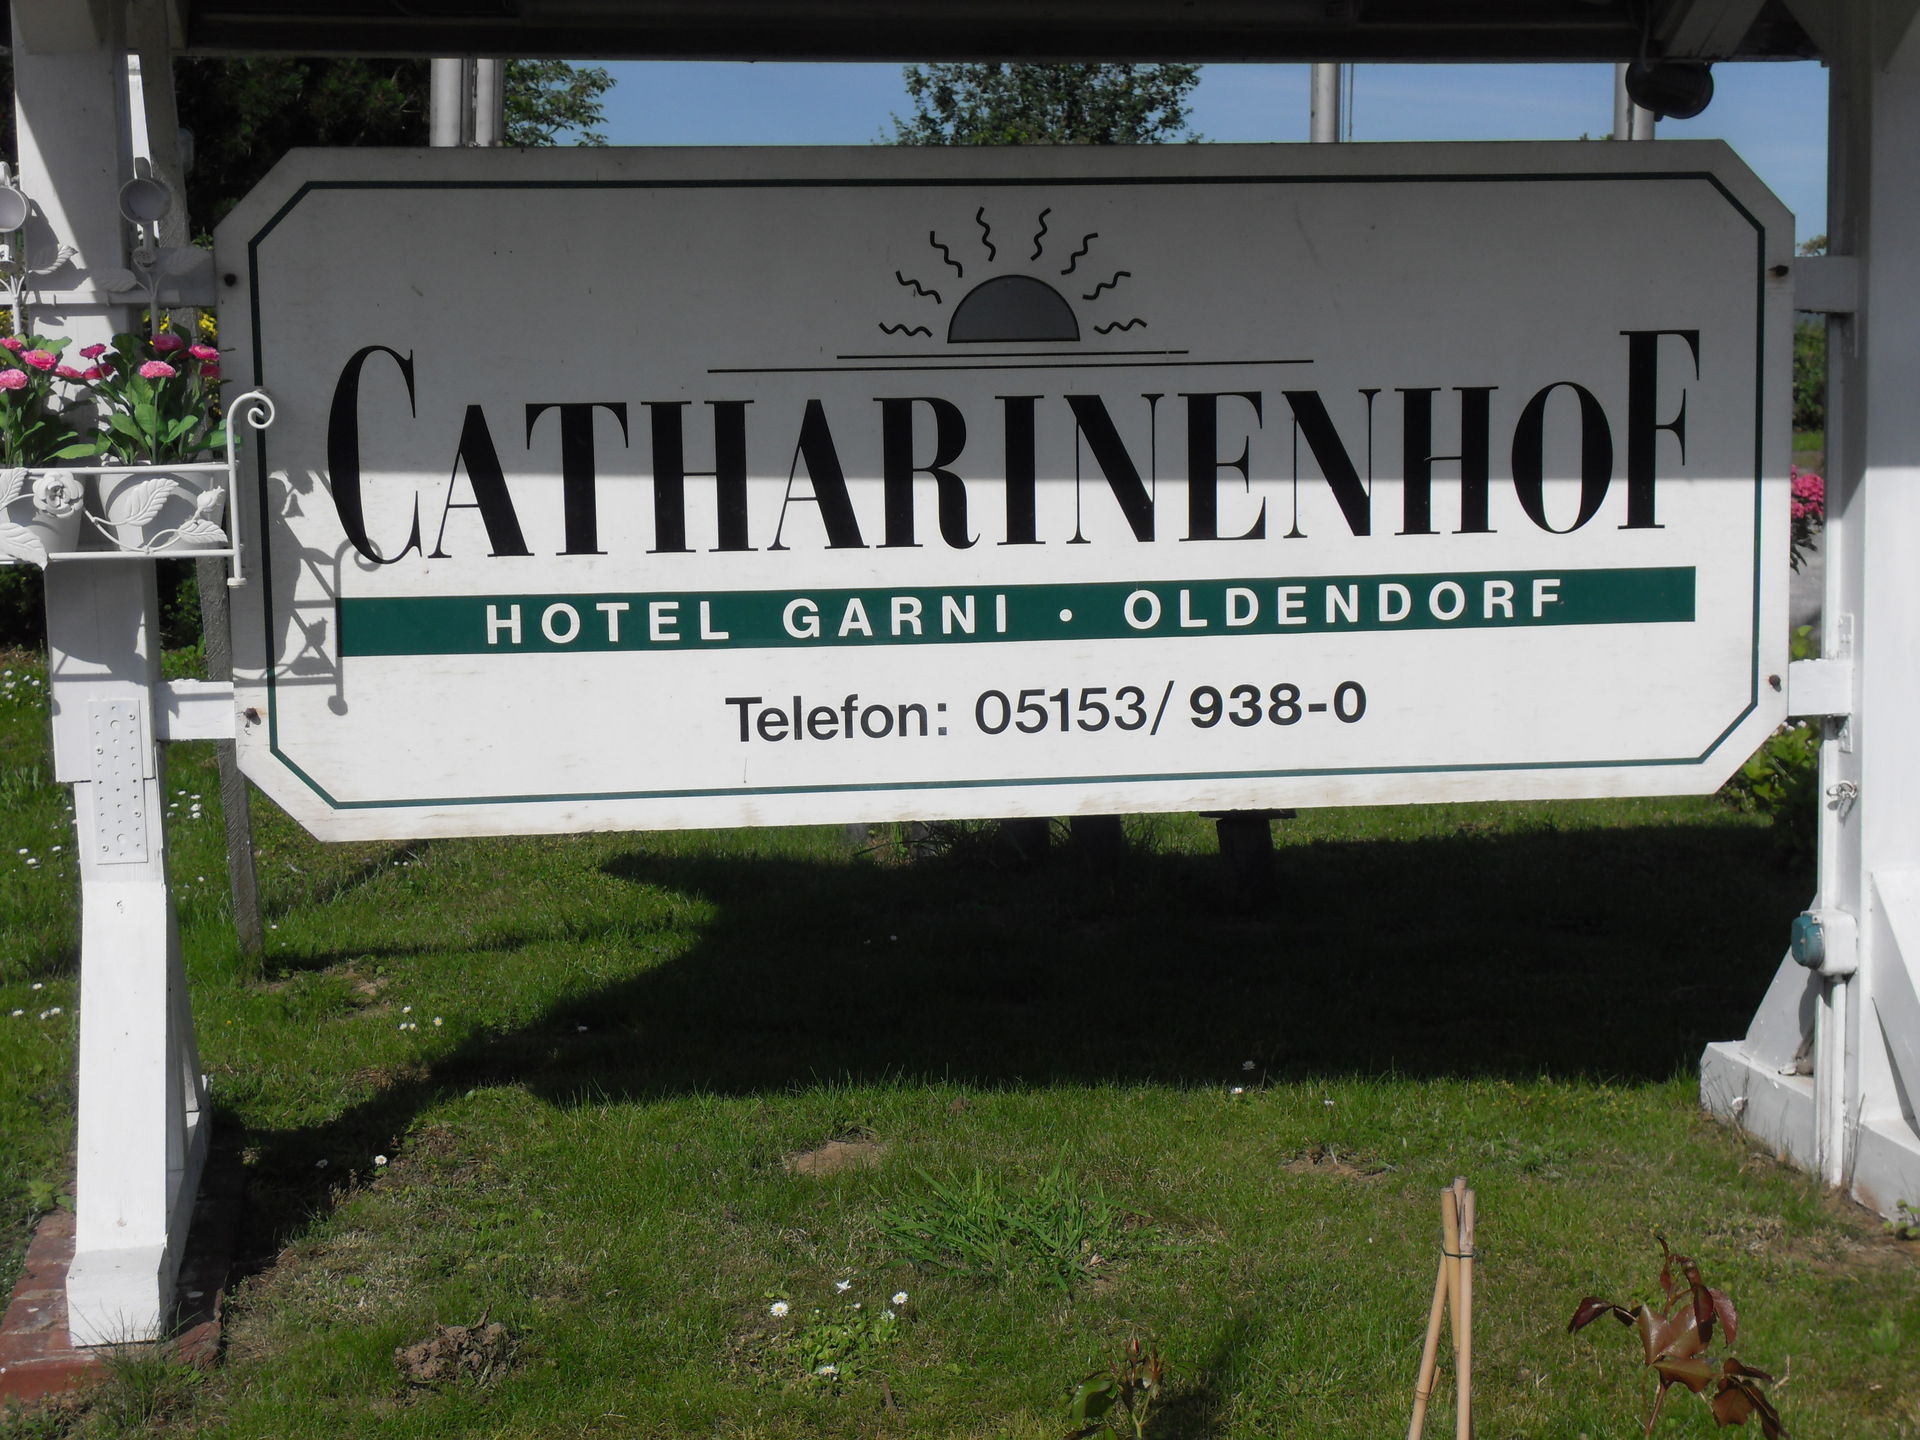 CATHARINENHOF
HOTEL GARNI • OLDENDORF
Telefon: 05153/ 938-0